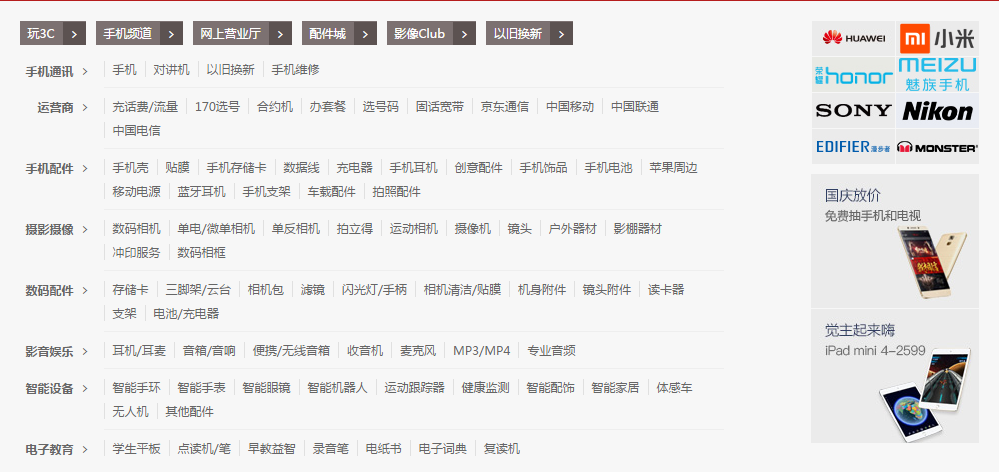 玩3C > 手机频道 > 网上营业厅 > 配件城 > 影像Club > 以旧换新 >
手机通讯 > 手机 对讲机 以旧换新 手机维修
运营商 > 充话费/流量 170选号 合约机 办套餐 选号码 固话宽带 京东通信 中国移动 中国联通
中国电信
手机配件 > 手机壳 贴膜 手机存储卡 数据线 充电器 手机耳机 创意配件 手机饰品 手机电池 苹果周边
移动电源 蓝牙耳机 手机支架 车载配件 拍照配件
摄影摄像 > 数码相机 单电/微单相机 单反相机 拍立得 运动相机 摄像机 镜头 户外器材 影棚器材
冲印服务 数码相框
数码配件 > 存储卡 三脚架/云台 相机包 滤镜 闪光灯/手柄 相机清洁/贴膜 机身附件 镜头附件 读卡器
支架 电池/充电器
影音娱乐 > 耳机/耳麦 音箱/音响 便携/无线音箱 收音机 麦克风 MP3/MP4 专业音频
智能设备 > 智能手环 智能手表 智能眼镜 智能机器人 运动跟踪器 健康监测 智能配饰 智能家居 体感车
无人机 其他配件
电子教育 > 学生平板 点读机/笔 早教益智 录音笔 电纸书 电子词典 复读机
HUAWEI mi 小米
荣耀 honor MEIZU
魅族手机
SONY Nikon
EDIFIER 漫步者 MONSTER
国庆放价
免费抽手机和电视
觉主起来嗨
iPad mini 4-2599